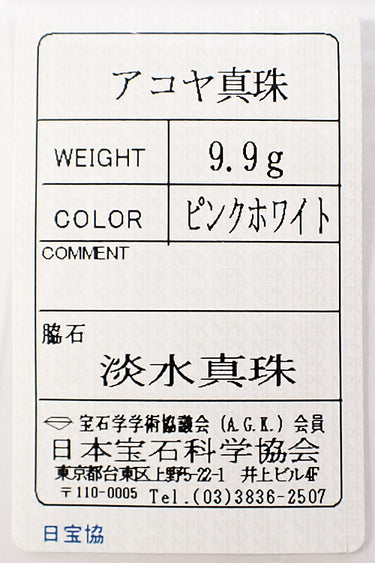 アコヤ真珠
WEIGHT 9.9g
COLOR ピンクホワイト
COMMENT
脇石
淡水真珠
宝石学学術協議会（A.G.K.）会員
日本宝石科学協会
東京都台東区上野5-22-1 井上ビル4F
〒110-0005 Tel.(03)3836-2507
日宝協